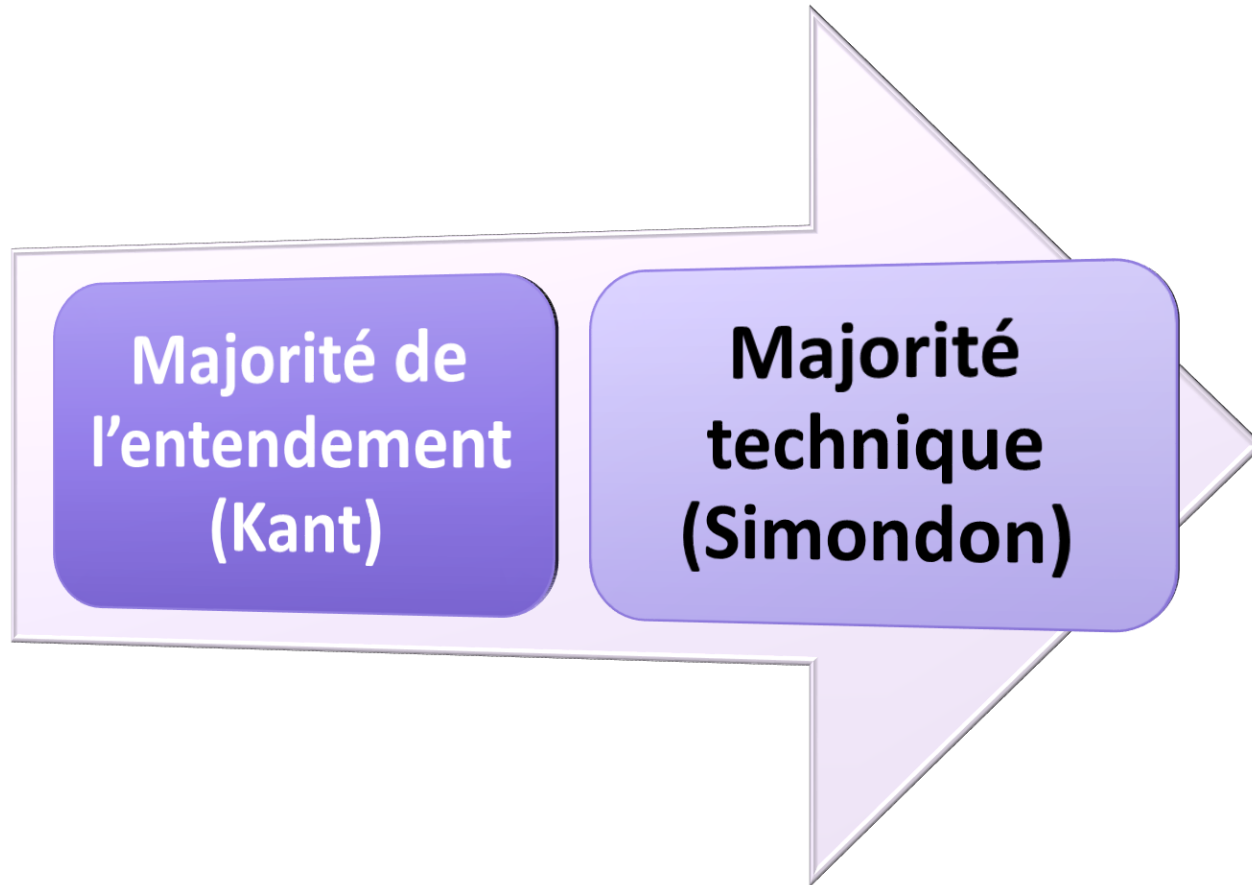 Majorité de
l’entendement
(Kant)
Majorité
technique
(Simondon)